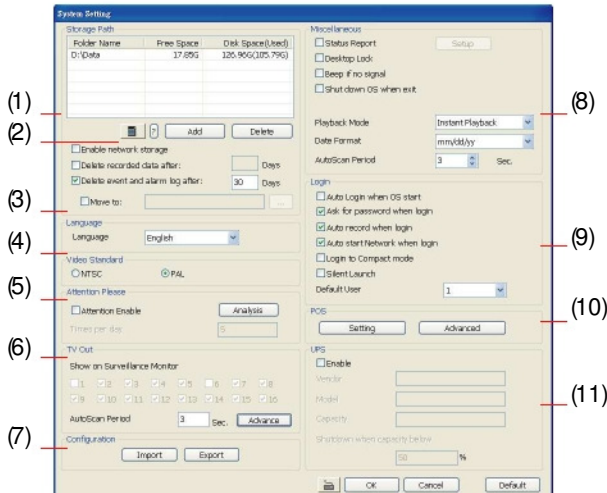 System Setting
Storage Path
Folder Name Free Space Disk Space(Used)
D:\Data 17.85G 126.96G(105.79G)
(1)
(2)
? Add Delete
Enable network storage
Delete recorded data after: Days
Delete event and alarm log after: 30 Days
Move to: ...
(3)
Language
Language English
(4)
Video Standard
NTSC PAL
(5)
Attention Please
Attention Enable Analysis
Times per day 5
(6)
TV Out
Show on Surveillance Monitor
1 2 3 4 5 6 7 8
9 10 11 12 13 14 15 16
AutoScan Period 3 Sec. Advance
(7)
Configuration
Import Export
Miscellaneous
Status Report Setup
Desktop Lock
Beep if no signal
Shut down OS when exit
(8)
Playback Mode Instant Playback
Date Format mm/dd/yy
AutoScan Period 3 Sec.
Login
Auto Login when OS start
Ask for password when login
Auto record when login
Auto start Network when login
(9)
Login to Compact mode
Silent Launch
Default User 1
POS
(10)
Setting Advanced
UPS
Enable
Vendor
Model
(11)
Capacity
Shutdown when capacity below
50 %
OK Cancel Default